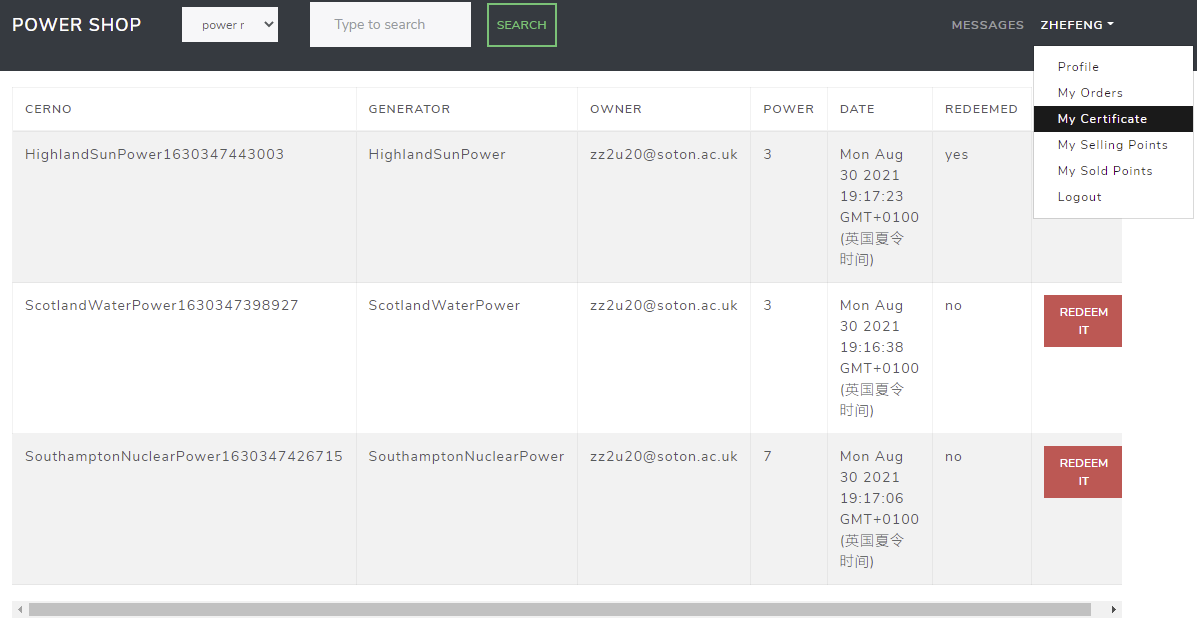 POWER SHOP
power r
Type to search
SEARCH
MESSAGES
ZHEFENG
Profile
My Orders
My Certificate
My Selling Points
My Sold Points
Logout
CERNO GENERATOR OWNER POWER DATE REDEEMED
HighlandSunPower1630347443003 HighlandSunPower zz2u20@soton.ac.uk 3 Mon Aug yes
30 2021
19:17:23
GMT+0100
(英国夏令
时间)
ScotlandWaterPower1630347398927 ScotlandWaterPower zz2u20@soton.ac.uk 3 Mon Aug no REDEEM
30 2021 IT
19:16:38
GMT+0100
(英国夏令
时间)
SouthamptonNuclearPower1630347426715 SouthamptonNuclearPower zz2u20@soton.ac.uk 7 Mon Aug no REDEEM
30 2021 IT
19:17:06
GMT+0100
(英国夏令
时间)